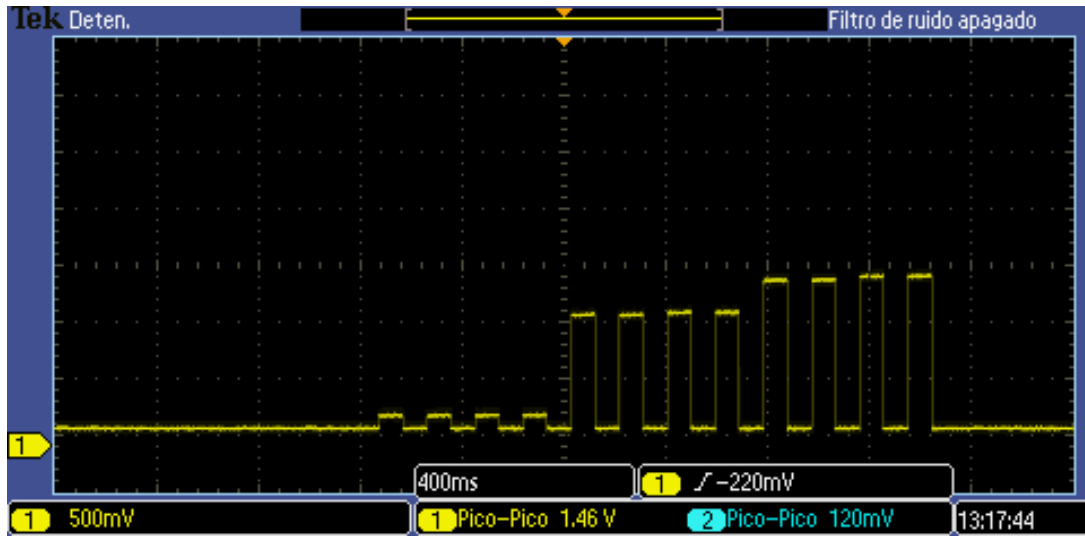 Tek Deten. Filtro de ruido apagado
1
400ms 1 -220mV
1 500mV 1 Pico-Pico 1.46 V 2 Pico-Pico 120mV 13:17:44